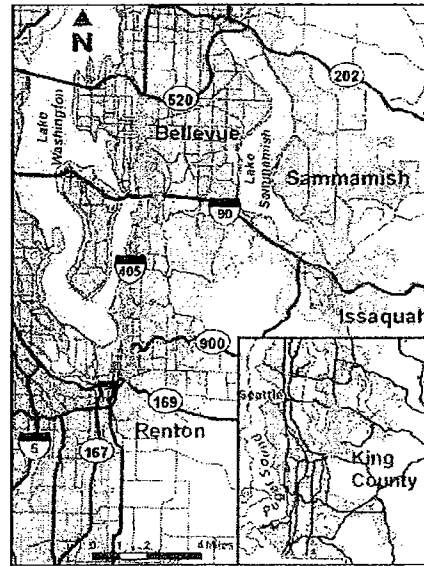 N
202
520
Bellevue
Lake
Washington
Lake
Sammamish
Sammamish
90
405
Issaquah
900
Seattle
169
Renton
King
County
5
167
Puget Sound
0 1 2 4 Miles